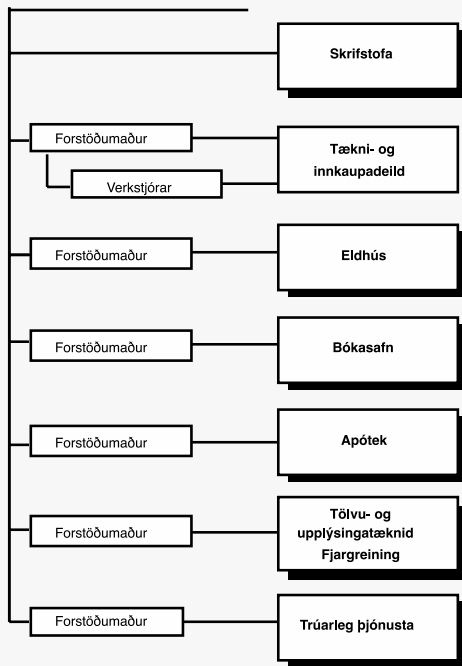 Skrifstofa
Forstöðumaður
Tækni- og
innkaupadeild
Verkstjórar
Forstöðumaður
Eldhús
Forstöðumaður
Bókasafn
Forstöðumaður
Apótek
Forstöðumaður
Tölvu- og
upplýsingatæknid
Fjargreining
Forstöðumaður
Trúarleg þjónusta